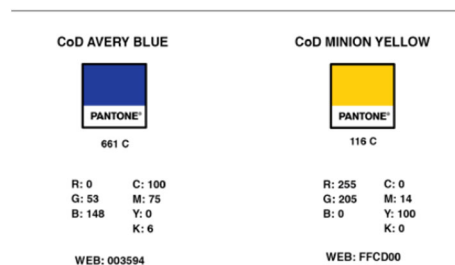 CoD AVERY BLUE
PANTONE®
661 C
R: 0 C: 100
G: 53 M: 75
B: 148 Y: 0
K: 6
WEB: 003594
CoD MINION YELLOW
PANTONE®
116 C
R: 255 C: 0
G: 205 M: 14
B: 0 Y: 100
K: 0
WEB: FFCD00